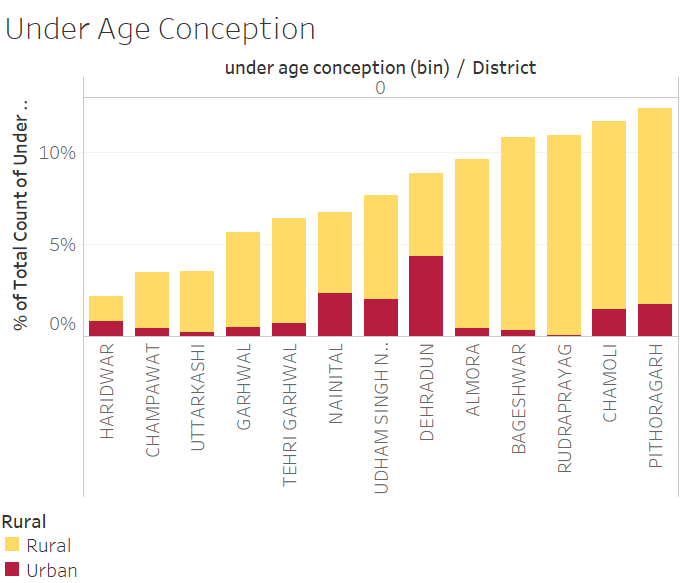 Under Age Conception
under age conception (bin) / District
0
% of Total Count of Under ..
10%
5%
0%
HARIDWAR
CHAMPAWAT
UTTARKASHI
GARHWAL
TEHRI GARHWAL
NAINITAL
UDHAM SINGH N..
DEHRADUN
ALMORA
BAGESHWAR
RUDRAPRAYAG
CHAMOLI
PITHORAGARH
Rural
Rural
Urban